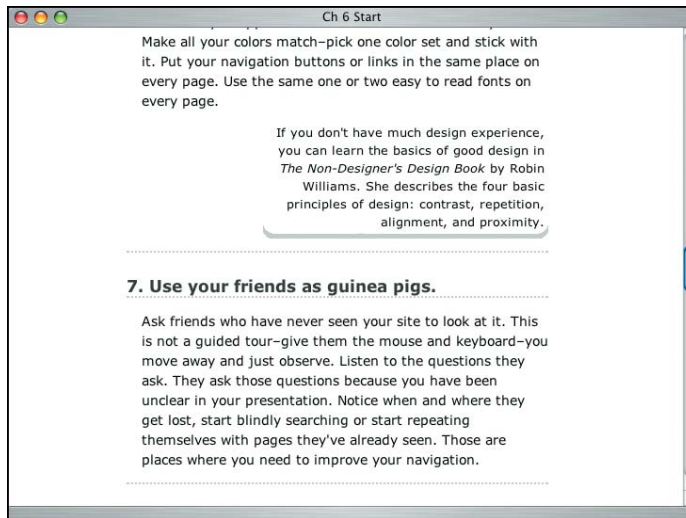 Ch 6 Start
Make all your colors match–pick one color set and stick with
it. Put your navigation buttons or links in the same place on
every page. Use the same one or two easy to read fonts on
every page.
If you don't have much design experience,
you can learn the basics of good design in
The Non-Designer's Design Book by Robin
Williams. She describes the four basic
principles of design: contrast, repetition,
alignment, and proximity.
7. Use your friends as guinea pigs.
Ask friends who have never seen your site to look at it. This
is not a guided tour–give them the mouse and keyboard–you
move away and just observe. Listen to the questions they
ask. They ask those questions because you have been
unclear in your presentation. Notice when and where they
get lost, start blindly searching or start repeating
themselves with pages they've already seen. Those are
places where you need to improve your navigation.